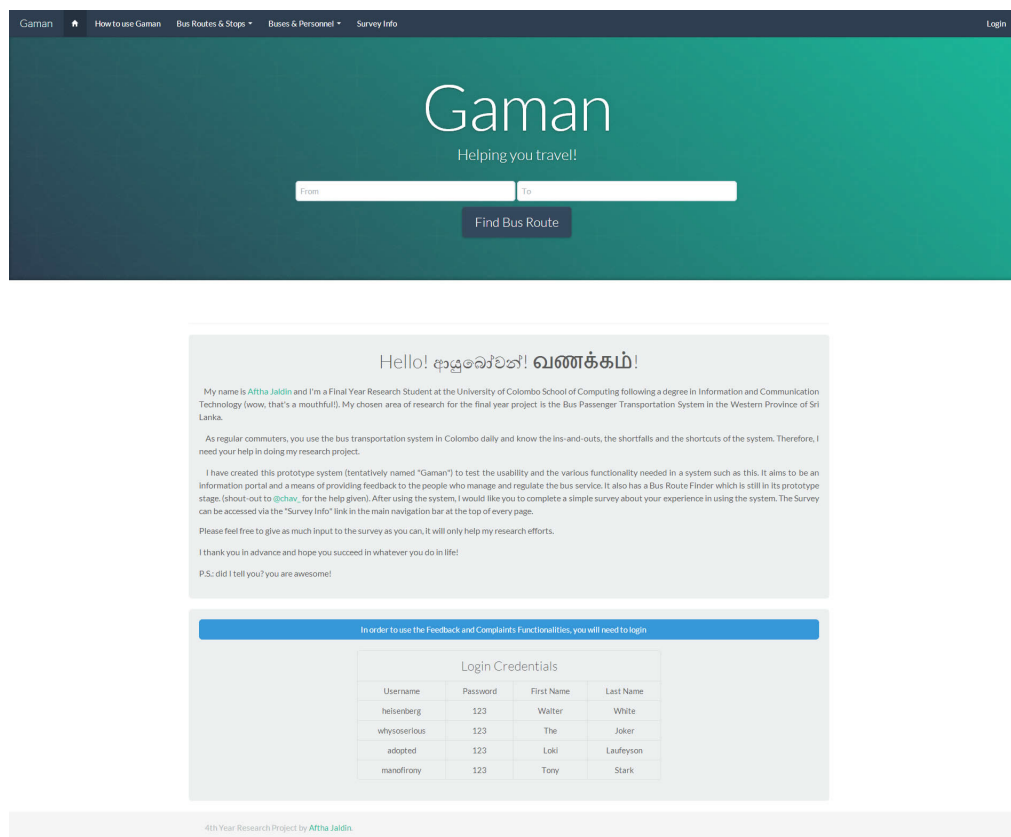 Gaman How to use Gaman Bus Routes & Stops Buses & Personnel Survey Info Login
Gaman
Helping you travel!
From To
Find Bus Route
Hello! ආයුබෝවන්! வணக்கம்!
My name is Aftha Jaldin and I'm a Final Year Research Student at the University of Colombo School of Computing following a degree in Information and Communication
Technology (wow, that's a mouthful!). My chosen area of research for the final year project is the Bus Passenger Transportation System in the Western Province of Sri
Lanka.
As regular commuters, you use the bus transportation system in Colombo daily and know the ins-and-outs, the shortfalls and the shortcuts of the system. Therefore, I
need your help in doing my research project.
I have created this prototype system (tentatively named "Gaman") to test the usability and the various functionality needed in a system such as this. It aims to be an
information portal and a means of providing feedback to the people who manage and regulate the bus service. It also has a Bus Route Finder which is still in its prototype
stage. (shout-out to @chav_ for the help given). After using the system, I would like you to complete a simple survey about your experience in using the system. The Survey
can be accessed via the "Survey Info" link in the main navigation bar at the top of every page.
Please feel free to give as much input to the survey as you can, it will only help my research efforts.
I thank you in advance and hope you succeed in whatever you do in life!
P.S.: did I tell you? you are awesome!
In order to use the Feedback and Complaints Functionalities, you will need to login
Login Credentials
Username Password First Name Last Name
heisenberg 123 Walter White
whysoserious 123 The Joker
adopted 123 Loki Laufeyson
manofirony 123 Tony Stark
4th Year Research Project by Aftha Jaldin.